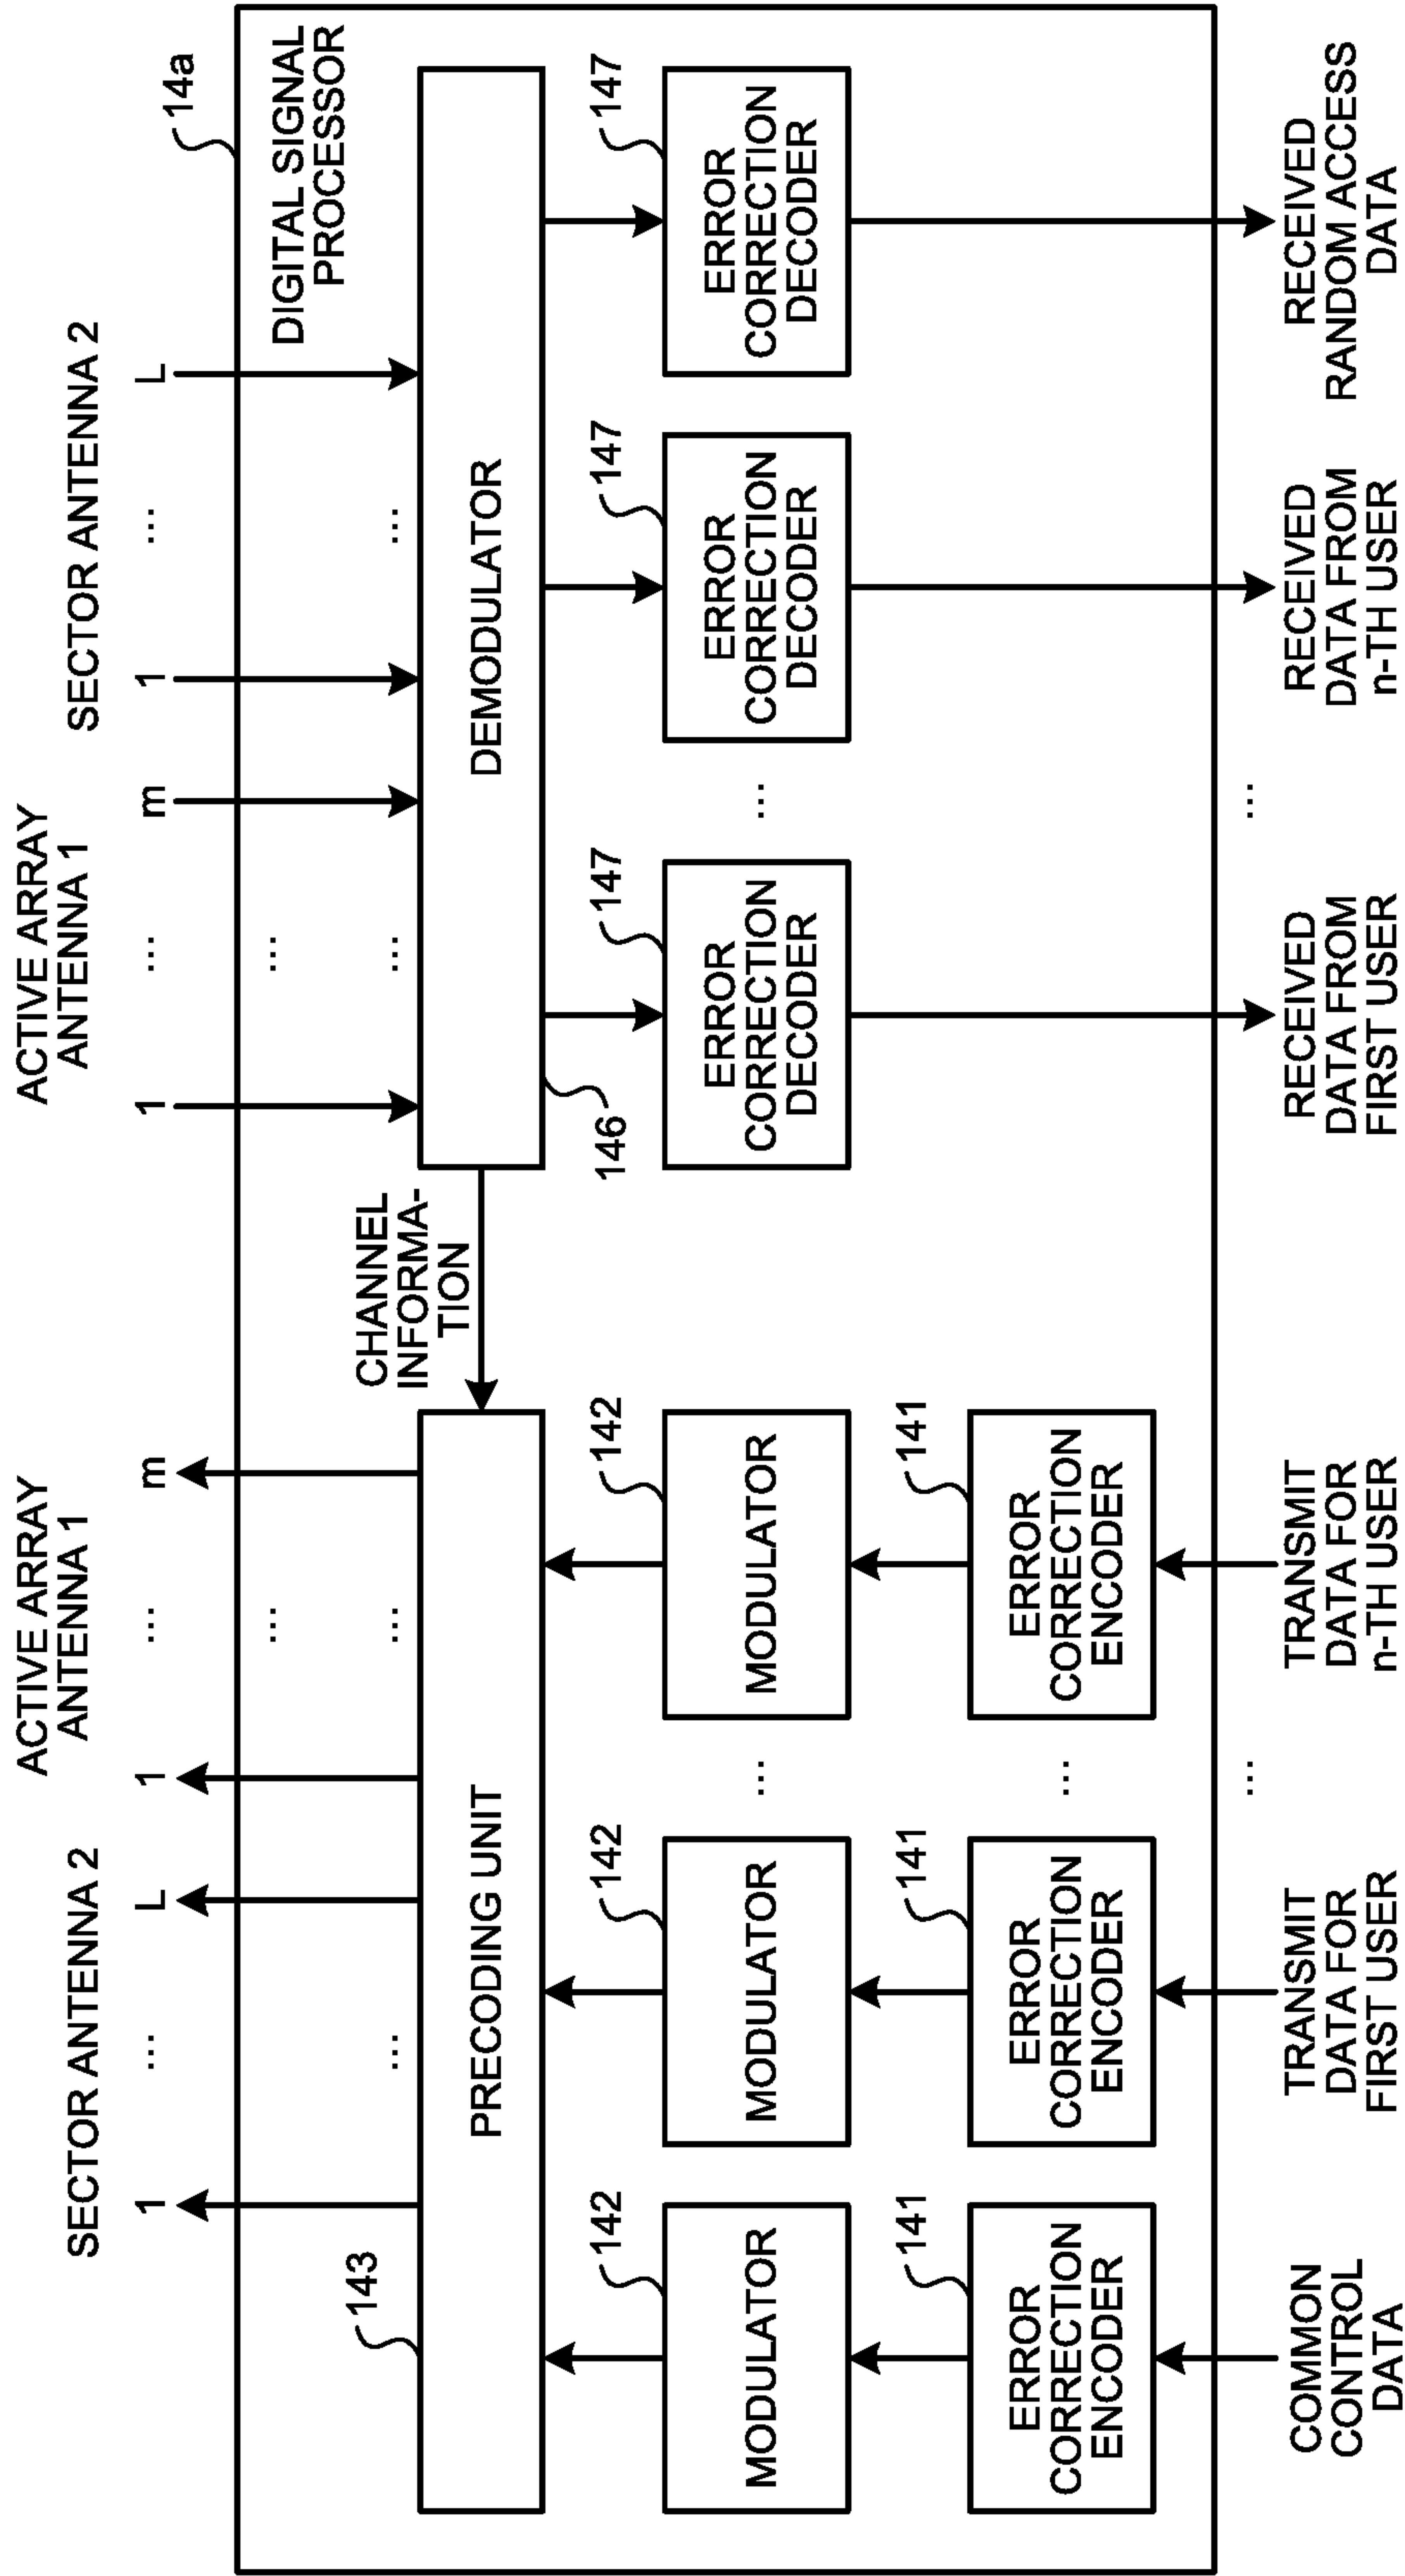 SECTOR ANTENNA 2
ACTIVE ARRAY
ANTENNA 1
ACTIVE ARRAY
ANTENNA 1
SECTOR ANTENNA 2
1
...
L
1
...
m
1
...
m
1
...
L
14a
DIGITAL SIGNAL
PROCESSOR
...
...
...
...
...
...
143
PRECODING UNIT
CHANNEL
INFORMA-
TION
DEMODULATOR
146
142
MODULATOR
142
MODULATOR
...
142
MODULATOR
147
ERROR
CORRECTION
DECODER
...
147
ERROR
CORRECTION
DECODER
147
ERROR
CORRECTION
DECODER
141
ERROR
CORRECTION
ENCODER
141
ERROR
CORRECTION
ENCODER
...
141
ERROR
CORRECTION
ENCODER
COMMON
CONTROL
DATA
TRANSMIT
DATA FOR
FIRST USER
...
TRANSMIT
DATA FOR
n-TH USER
RECEIVED
DATA FROM
FIRST USER
...
RECEIVED
DATA FROM
n-TH USER
RECEIVED
RANDOM ACCESS
DATA